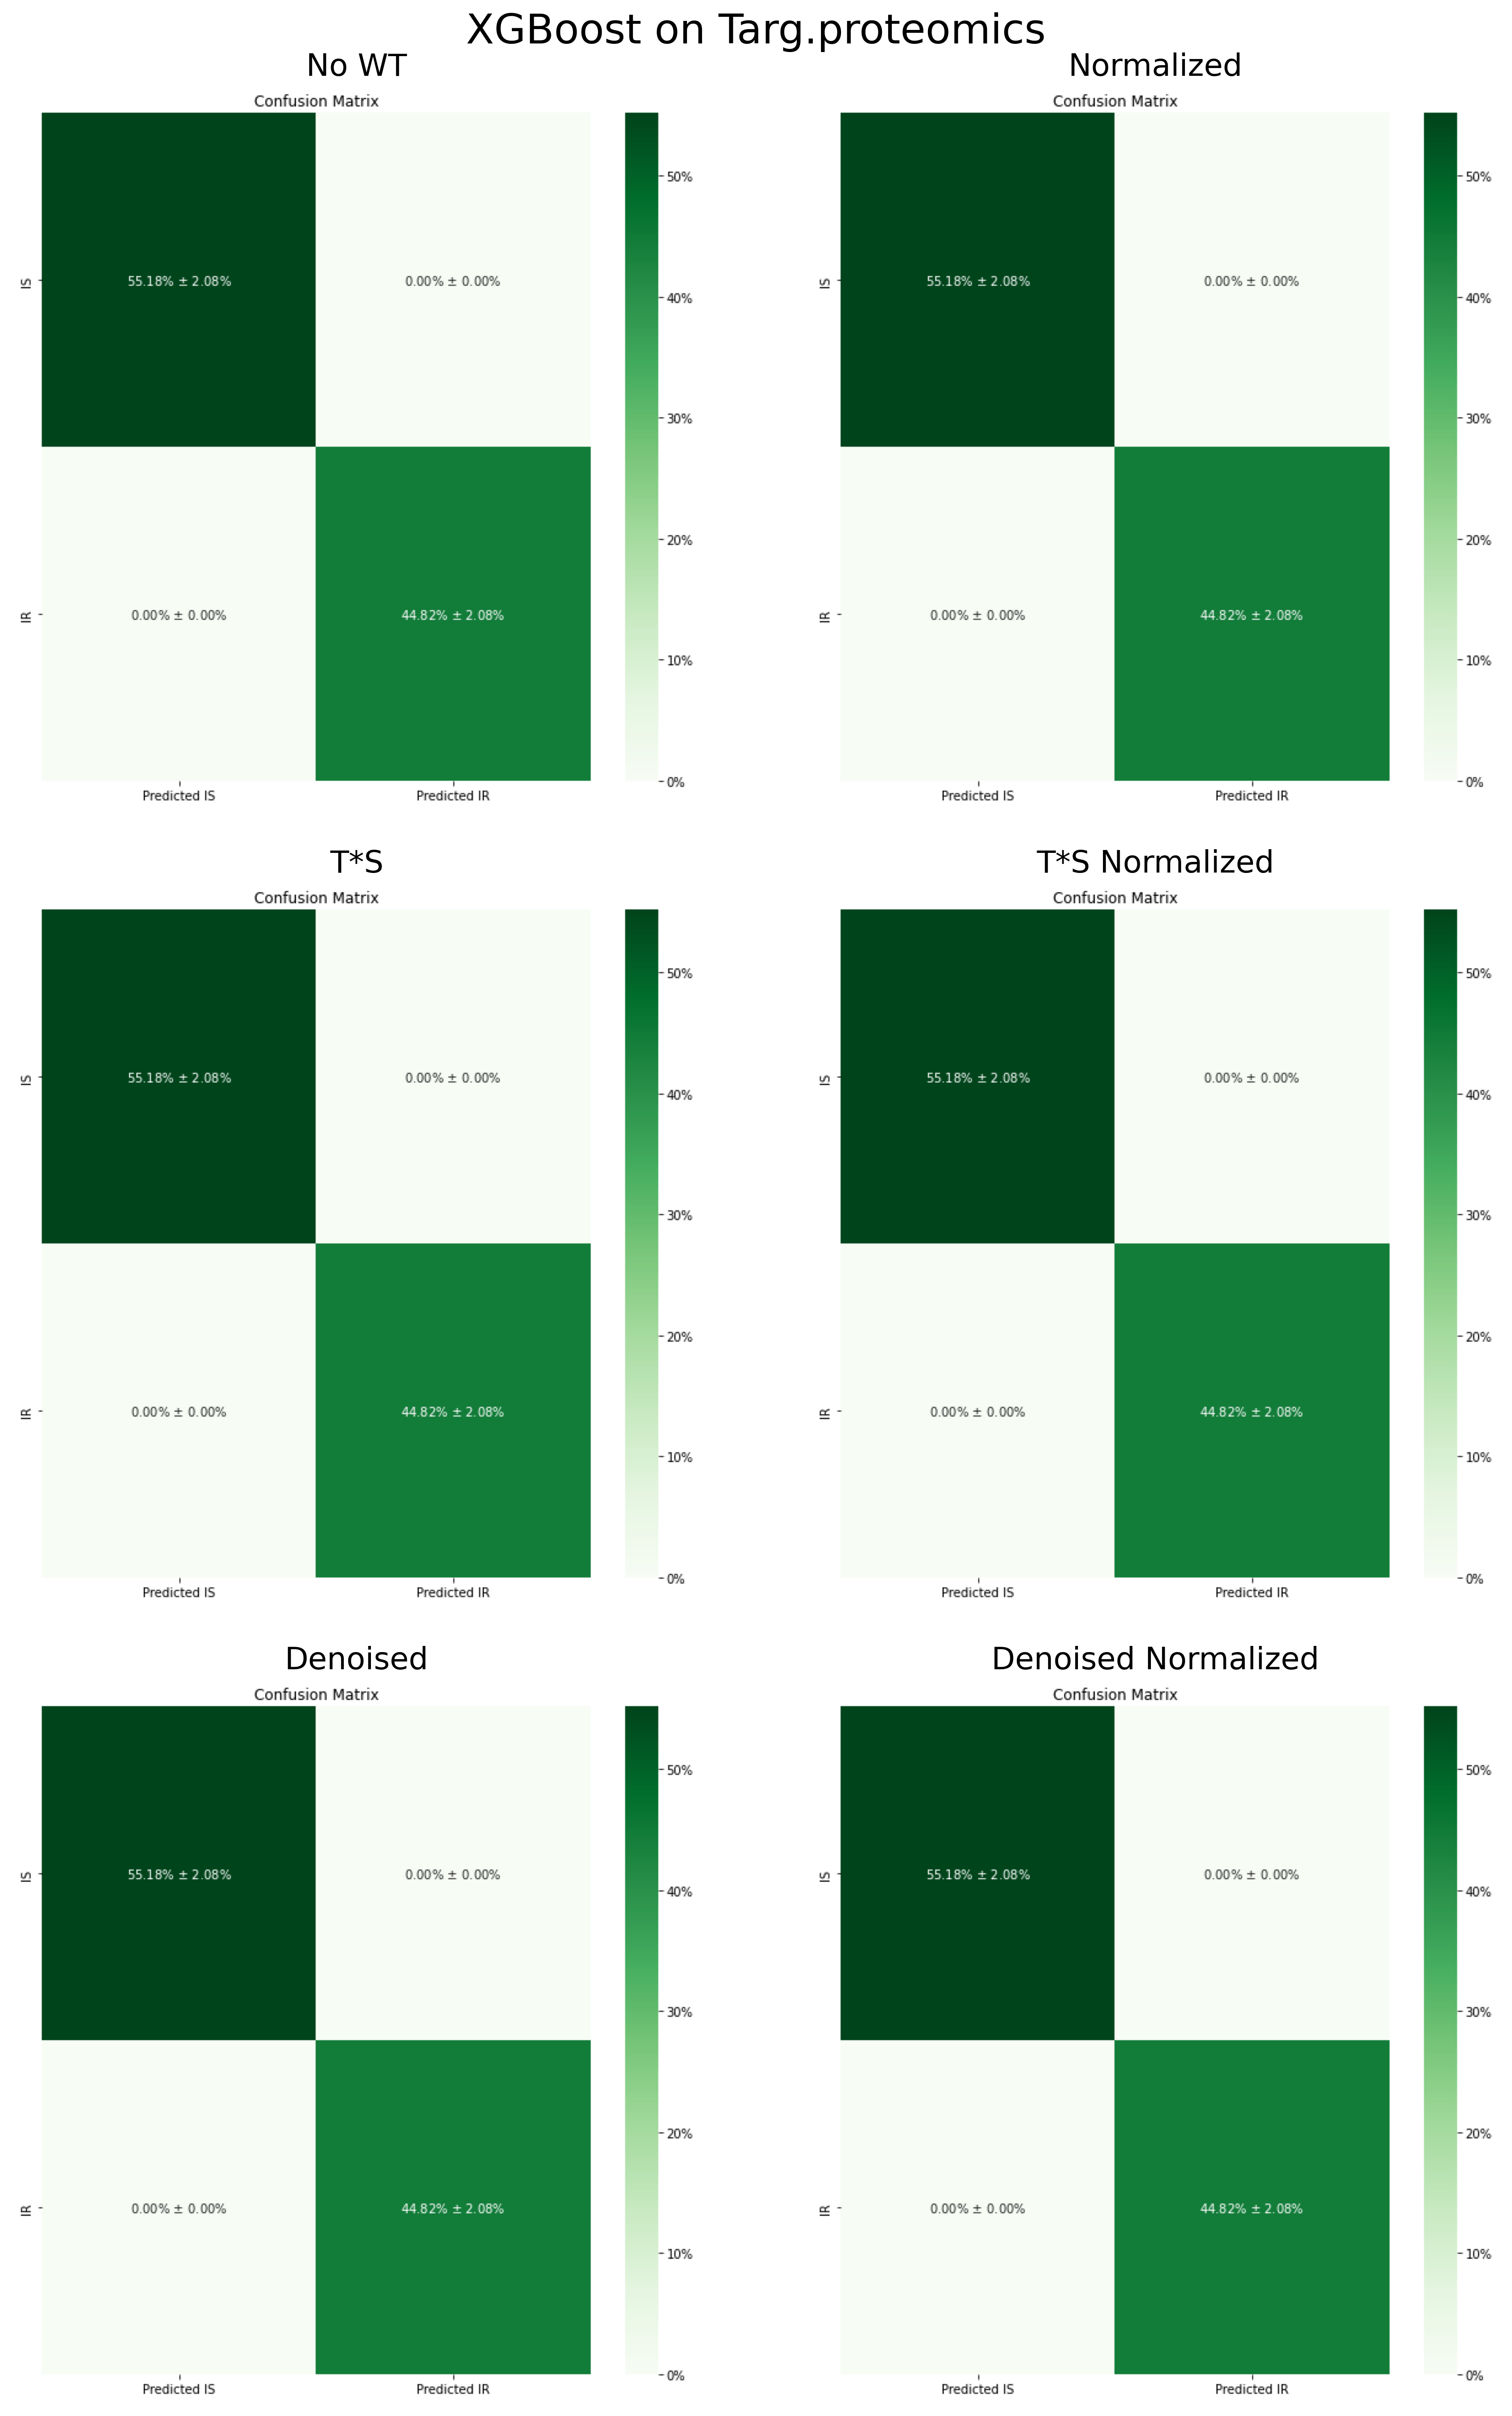 XGBoost on Targ.proteomics
No WT
Confusion Matrix
50%
IS
55.18% ± 2.08%
0.00% ± 0.00%
40%
30%
20%
IR
0.00% ± 0.00%
44.82% ± 2.08%
10%
0%
Predicted IS
Predicted IR
Normalized
Confusion Matrix
50%
IS
55.18% ± 2.08%
0.00% ± 0.00%
40%
30%
20%
IR
0.00% ± 0.00%
44.82% ± 2.08%
10%
0%
Predicted IS
Predicted IR
T*S
Confusion Matrix
50%
IS
55.18% ± 2.08%
0.00% ± 0.00%
40%
30%
20%
IR
0.00% ± 0.00%
44.82% ± 2.08%
10%
0%
Predicted IS
Predicted IR
T*S Normalized
Confusion Matrix
50%
IS
55.18% ± 2.08%
0.00% ± 0.00%
40%
30%
20%
IR
0.00% ± 0.00%
44.82% ± 2.08%
10%
0%
Predicted IS
Predicted IR
Denoised
Confusion Matrix
50%
IS
55.18% ± 2.08%
0.00% ± 0.00%
40%
30%
20%
IR
0.00% ± 0.00%
44.82% ± 2.08%
10%
0%
Predicted IS
Predicted IR
Denoised Normalized
Confusion Matrix
50%
IS
55.18% ± 2.08%
0.00% ± 0.00%
40%
30%
20%
IR
0.00% ± 0.00%
44.82% ± 2.08%
10%
0%
Predicted IS
Predicted IR